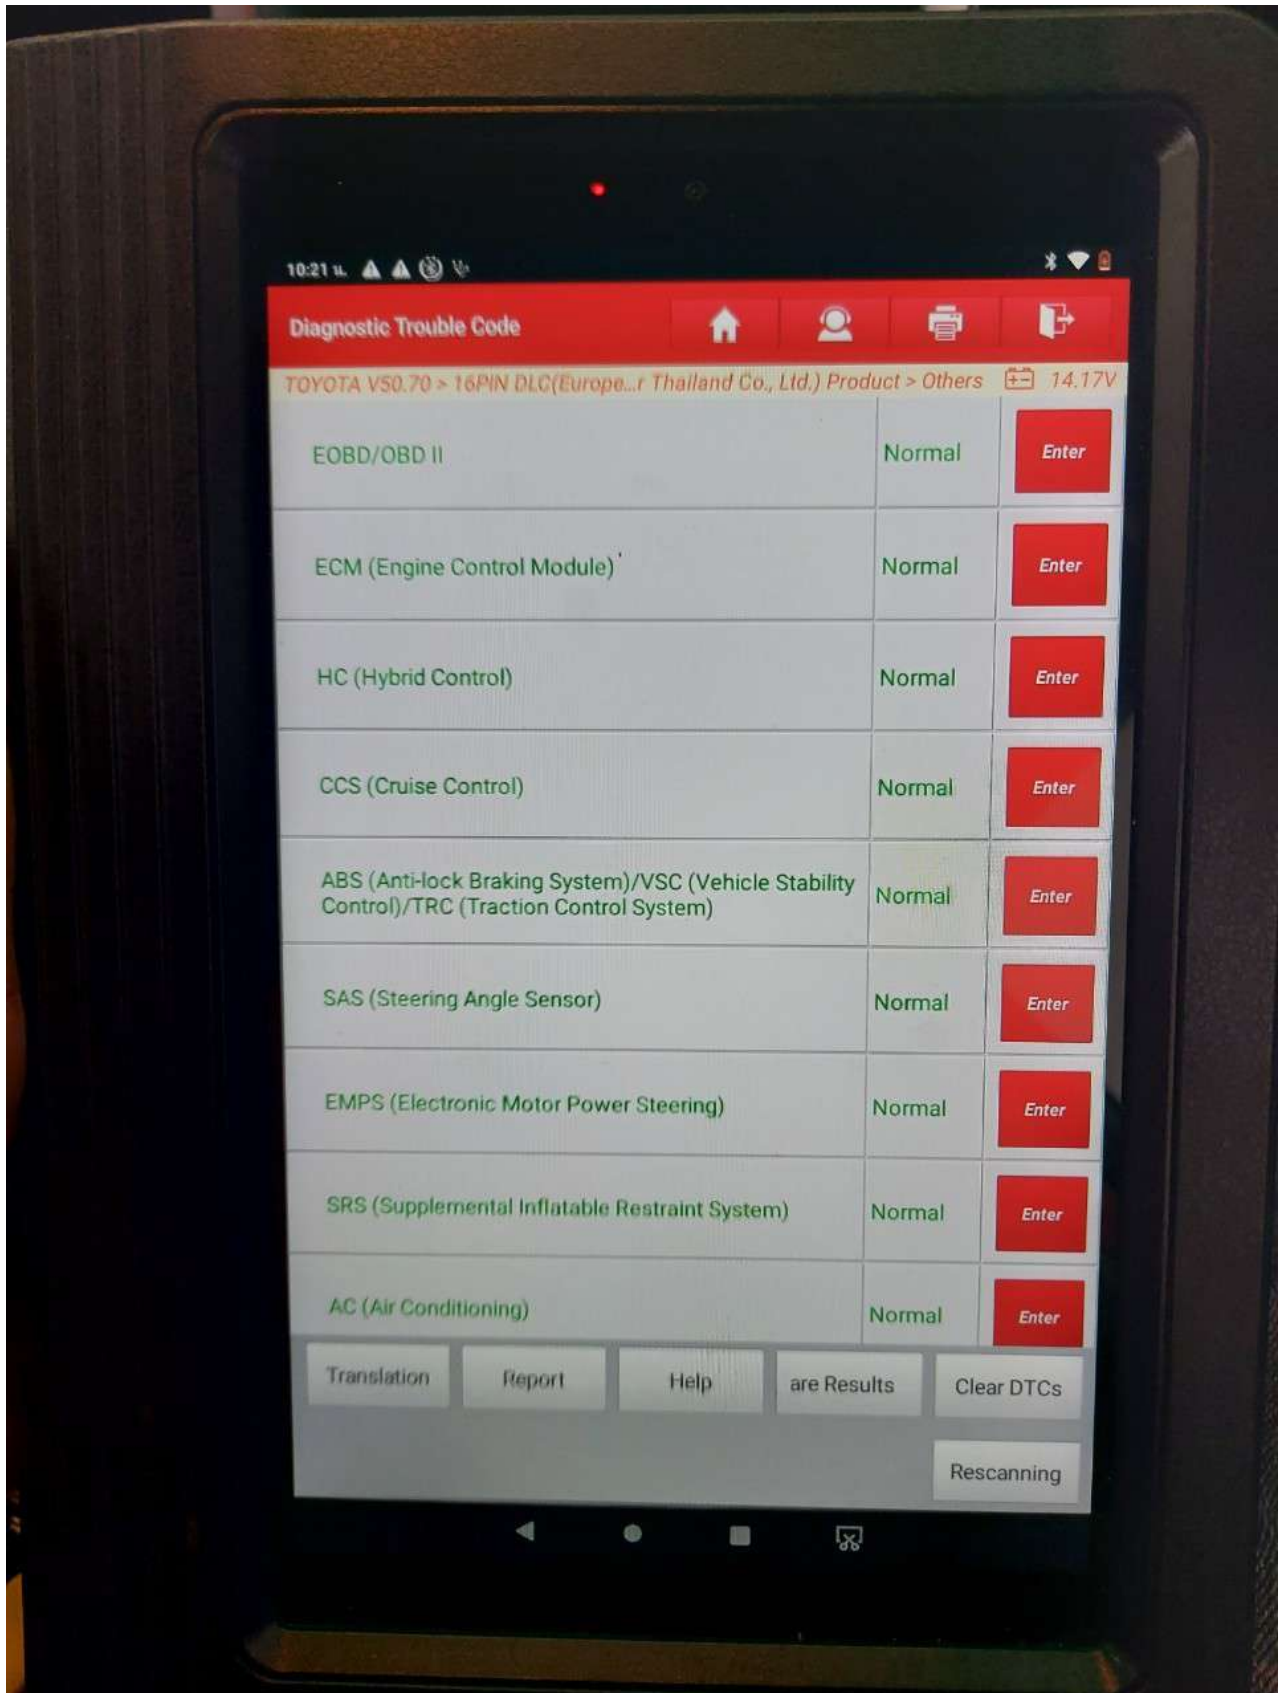 10:21 น.
Diagnostic Trouble Code
TOYOTA V50.70 > 16PIN DLC(Europe...r Thailand Co., Ltd.) Product > Others 14.17V
EOBD/OBD II Normal Enter
ECM (Engine Control Module) Normal Enter
HC (Hybrid Control) Normal Enter
CCS (Cruise Control) Normal Enter
ABS (Anti-lock Braking System)/VSC (Vehicle Stability
Control)/TRC (Traction Control System) Normal Enter
SAS (Steering Angle Sensor) Normal Enter
EMPS (Electronic Motor Power Steering) Normal Enter
SRS (Supplemental Inflatable Restraint System) Normal Enter
AC (Air Conditioning) Normal Enter
Translation Report Help are Results Clear DTCs
Rescanning